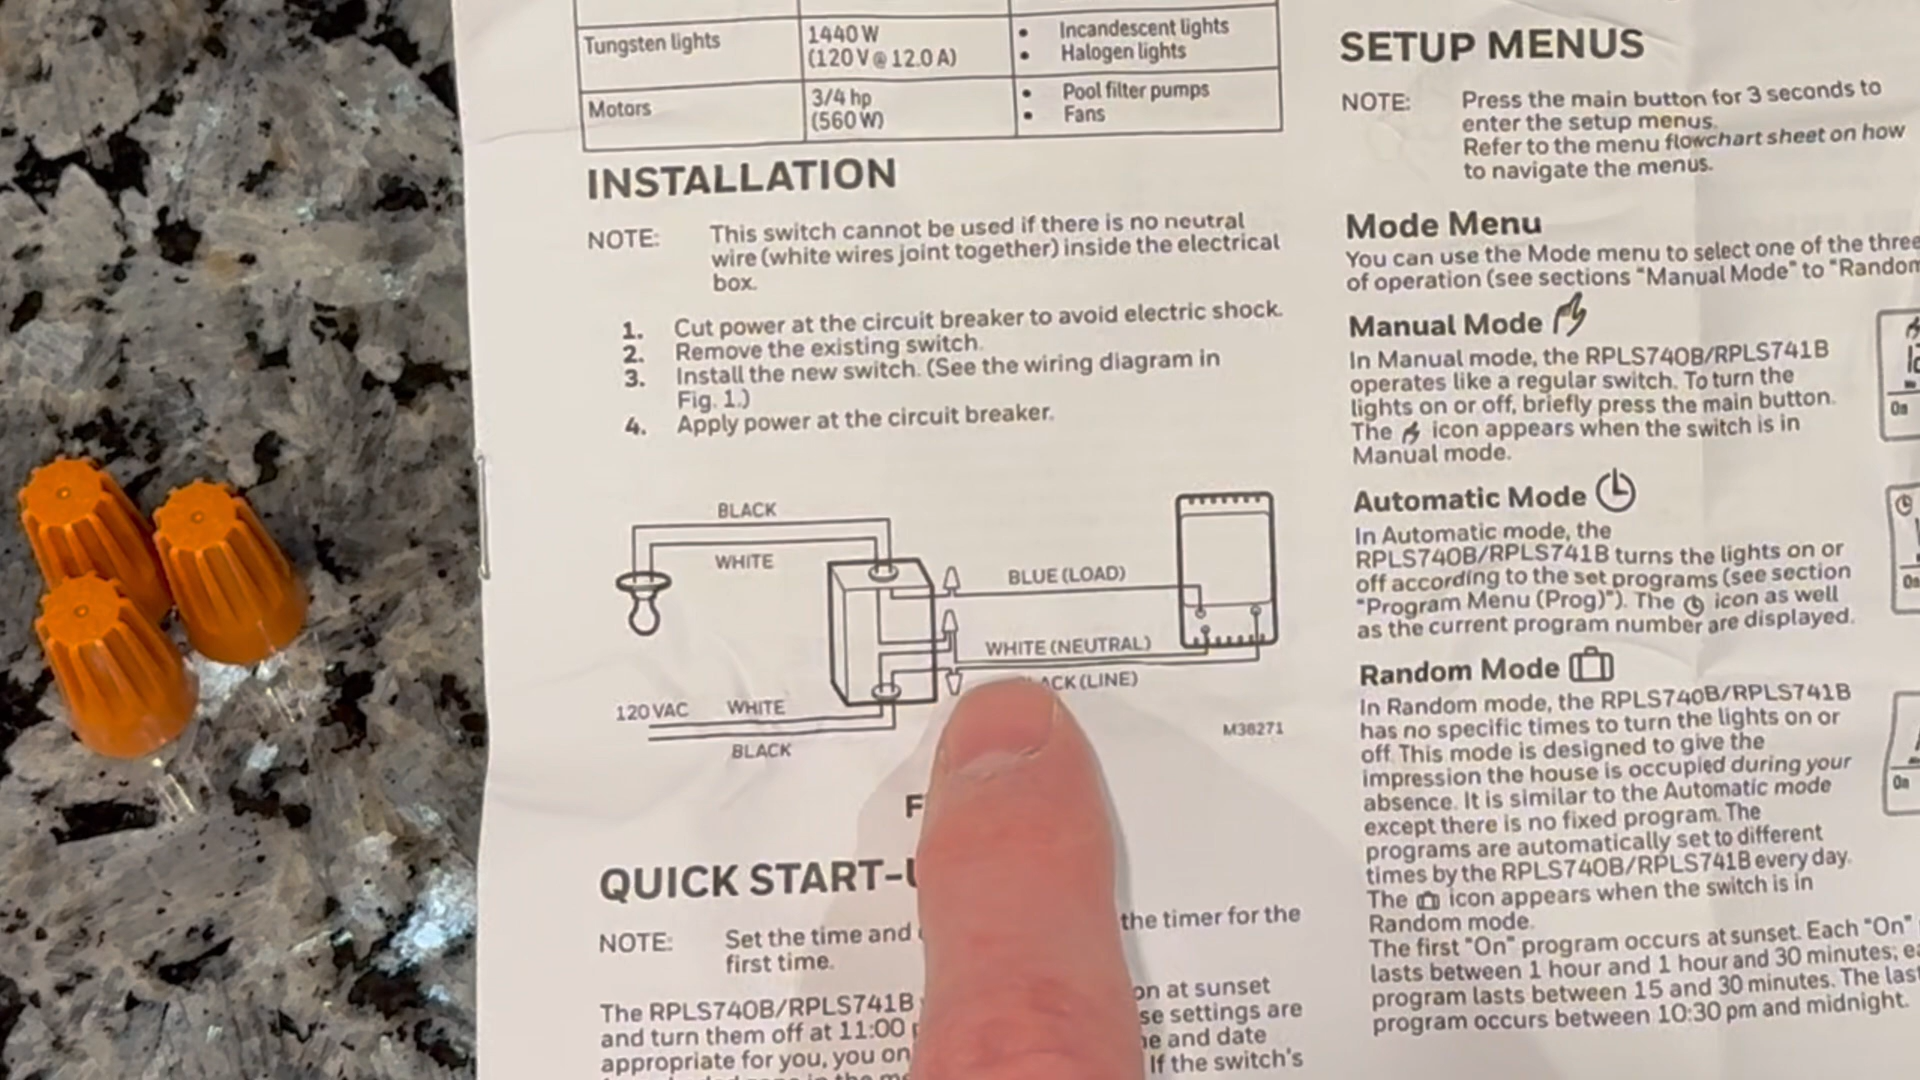 Tungsten lights
1440 W
(120 V @ 12.0 A)
• Incandescent lights
• Halogen lights
Motors
3/4 hp
(560 W)
• Pool filter pumps
• Fans
INSTALLATION
NOTE: This switch cannot be used if there is no neutral
wire (white wires joint together) inside the electrical
box.
1. Cut power at the circuit breaker to avoid electric shock.
2. Remove the existing switch.
3. Install the new switch. (See the wiring diagram in
Fig. 1.)
4. Apply power at the circuit breaker.
BLACK
WHITE
BLUE (LOAD)
WHITE (NEUTRAL)
(LINE)
120 VAC
WHITE
BLACK
M38271
QUICK START-
NOTE: Set the time and the timer for the
first time.
The RPLS740B/RPLS741B on at sunset
and turn them off at 11:00 settings are
appropriate for you, you and date
If the switch's
SETUP MENUS
NOTE: Press the main button for 3 seconds to
enter the setup menus.
Refer to the menu flowchart sheet on how
to navigate the menus.
Mode Menu
You can use the Mode menu to select one of the three
of operation (see sections "Manual Mode" to "Random
Manual Mode
In Manual mode, the RPLS740B/RPLS741B
operates like a regular switch. To turn the
lights on or off, briefly press the main button.
The icon appears when the switch is in
Manual mode.
On
Automatic Mode
In Automatic mode, the
RPLS740B/RPLS741B turns the lights on or
off according to the set programs (see section
"Program Menu (Prog)"). The icon as well
as the current program number are displayed.
On
Random Mode
In Random mode, the RPLS740B/RPLS741B
has no specific times to turn the lights on or
off. This mode is designed to give the
impression the house is occupied during your
absence. It is similar to the Automatic mode
except there is no fixed program. The
programs are automatically set to different
times by the RPLS740B/RPLS741B every day.
The icon appears when the switch is in
Random mode.
On
The first "On" program occurs at sunset. Each "On"
lasts between 1 hour and 1 hour and 30 minutes;
program lasts between 15 and 30 minutes. The last
program occurs between 10:30 pm and midnight.